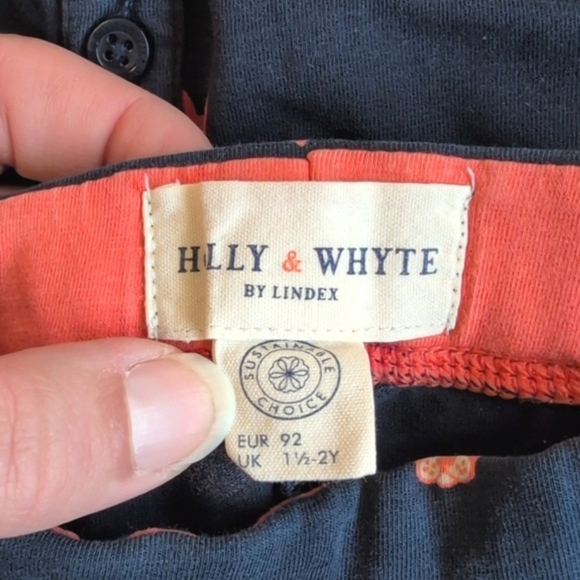 HOLLY & WHYTE
BY LINDEX
SUSTAINABLE
CHOICE
EUR 92
UK 1½-2Y